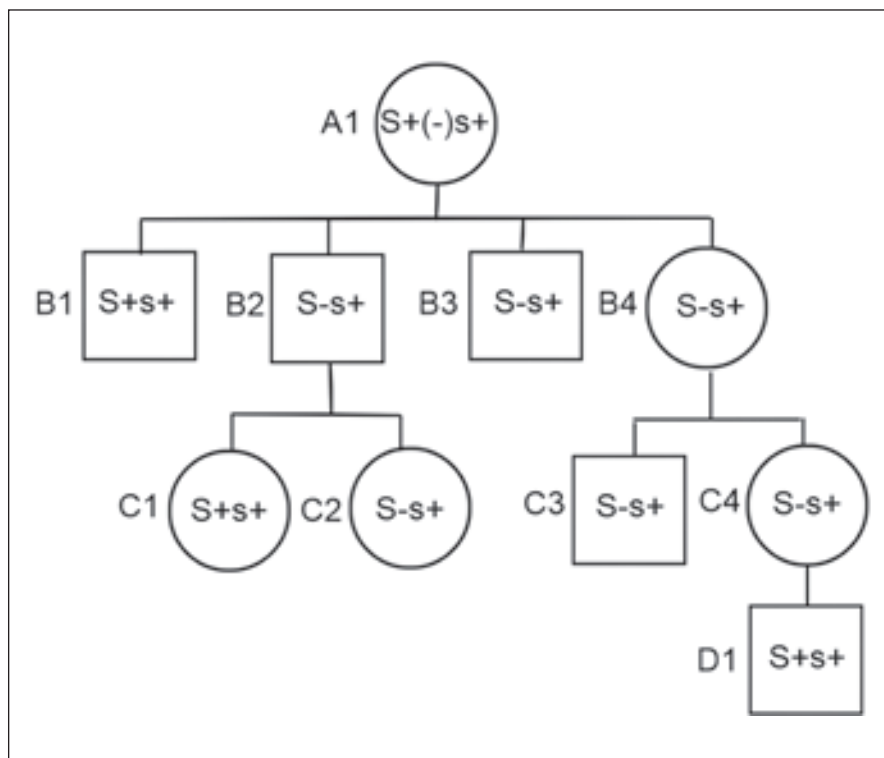 A1 S+(-)s+
B1 S+s+ B2 S-s+ B3 S-s+ B4 S-s+
C1 S+s+ C2 S-s+ C3 S-s+ C4 S-s+
D1 S+s+